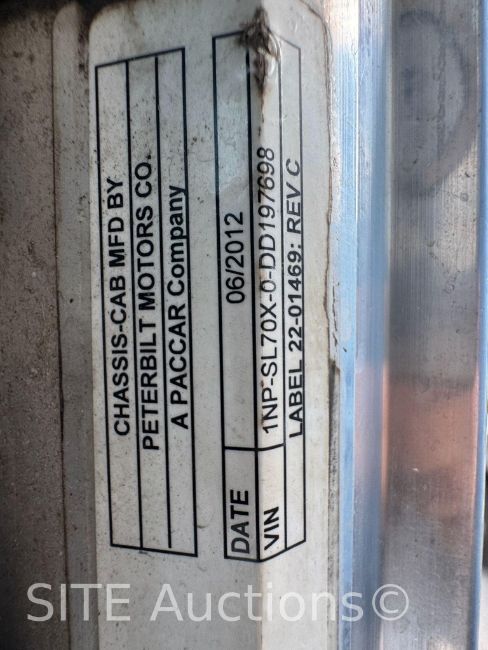 CHASSIS-CAB MFD BY
PETERBILT MOTORS CO.
A PACCAR Company
DATE 06/2012
VIN 1NP-SL70X-0-DD197698
LABEL 22-01469: REV C
SITE Auctions©